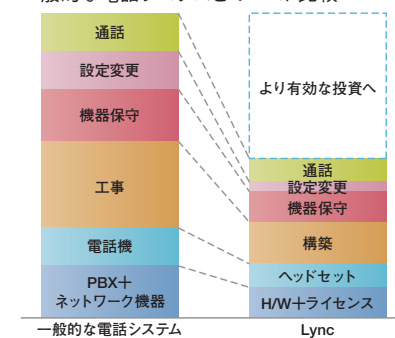 通話
設定変更
機器保守
工事
電話機
PBX＋
ネットワーク機器
一般的な電話システム
より有効な投資へ
通話
設定変更
機器保守
構築
ヘッドセット
H/W＋ライセンス
Lync